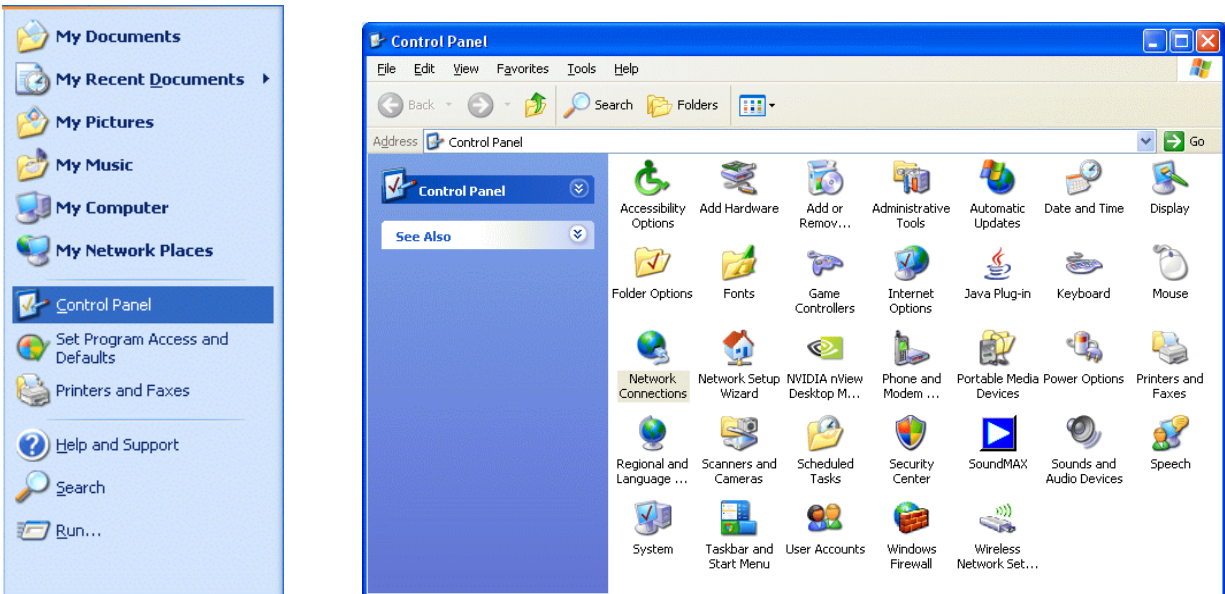 My Documents
My Recent Documents
My Pictures
My Music
My Computer
My Network Places
Control Panel
Set Program Access and
Defaults
Printers and Faxes
Help and Support
Search
Run...
Control Panel
File Edit View Favorites Tools Help
Back Search Folders
Address Control Panel Go
Control Panel
See Also
Accessibility Add Hardware Add or Administrative Automatic Date and Time Display
Options Remov... Tools Updates
Folder Options Fonts Game Internet Java Plug-in Keyboard Mouse
Controllers Options
Network Network Setup NVIDIA nView Phone and Portable Media Power Options Printers and
Connections Wizard Desktop M... Modem ... Devices Faxes
Regional and Scanners and Scheduled Security SoundMAX Sounds and Speech
Language ... Cameras Tasks Center Audio Devices
System Taskbar and User Accounts Windows Wireless
Start Menu Firewall Network Set...